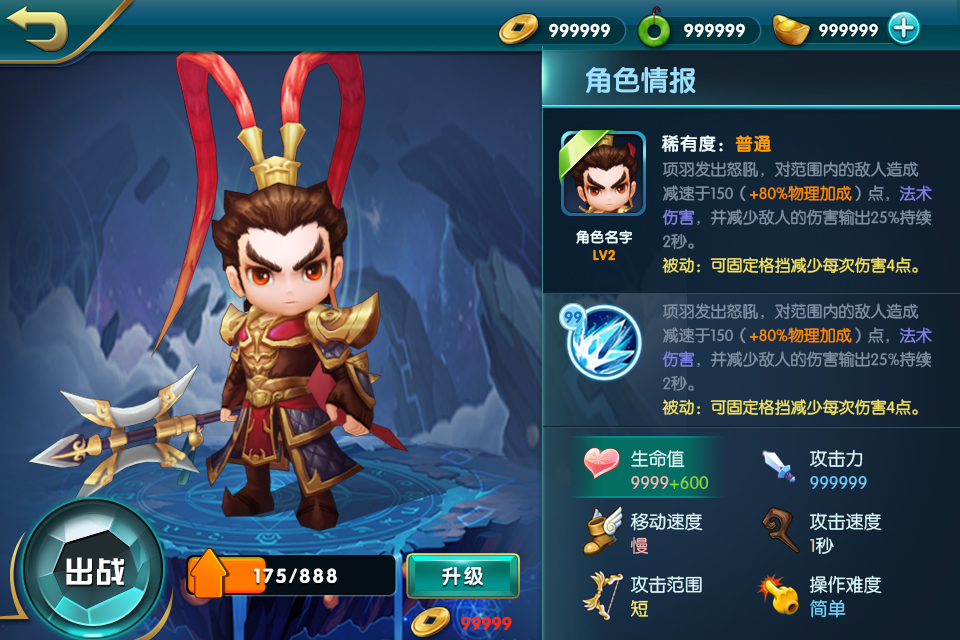 999999
999999
999999
角色情报
稀有度：普通
项羽发出怒吼，对范围内的敌人造成
减速于150（+80%物理加成）点，法术
伤害，并减少敌人的伤害输出25%持续
2秒。
被动：可固定格挡减少每次伤害4点。
角色名字
LV2
99
项羽发出怒吼，对范围内的敌人造成
减速于150（+80%物理加成）点，法术
伤害，并减少敌人的伤害输出25%持续
2秒。
被动：可固定格挡减少每次伤害4点。
生命值
9999+600
攻击力
999999
移动速度
慢
攻击速度
1秒
攻击范围
短
操作难度
简单
出战
175/888
升级
99999